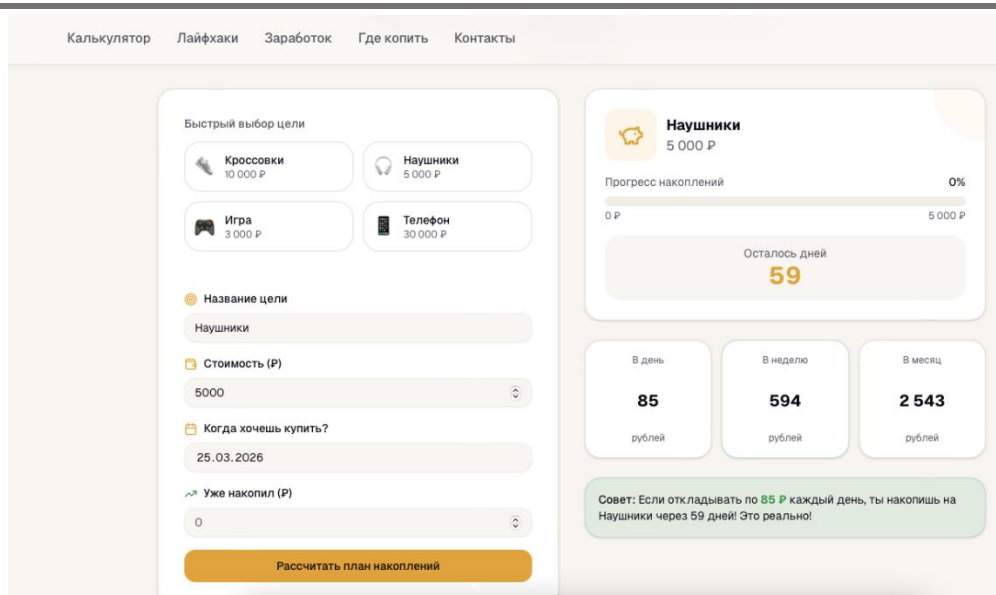 Калькулятор Лайфхаки Заработок Где копить Контакты
Быстрый выбор цели
Кроссовки
10 000 ₽
Наушники
5 000 ₽
Игра
3 000 ₽
Телефон
30 000 ₽
Название цели
Наушники
Стоимость (₽)
5000
Когда хочешь купить?
25.03.2026
Уже накопил (₽)
0
Рассчитать план накоплений
Наушники
5 000 ₽
Прогресс накоплений 0%
0 ₽ 5 000 ₽
Осталось дней
59
В день
85
рублей
В неделю
594
рублей
В месяц
2 543
рублей
Совет: Если откладывать по 85 ₽ каждый день, ты накопишь на
Наушники через 59 дней! Это реально!